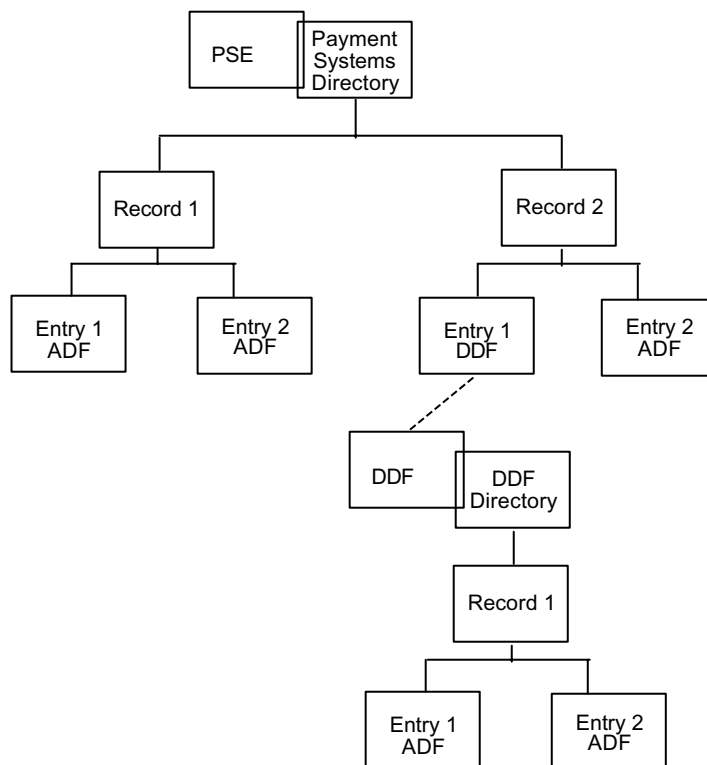 PSE
Payment
Systems
Directory
Record 1
Record 2
Entry 1
ADF
Entry 2
ADF
Entry 1
DDF
Entry 2
ADF
DDF
DDF
Directory
Record 1
Entry 1
ADF
Entry 2
ADF